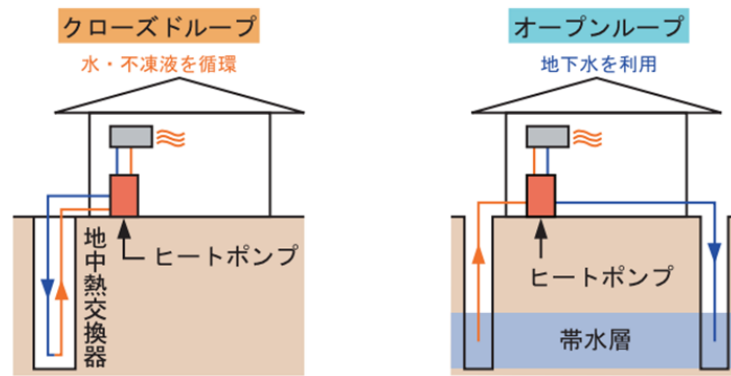 クローズドループ
水・不凍液を循環
地中熱交換器
ヒートポンプ
オープンループ
地下水を利用
ヒートポンプ
帯水層